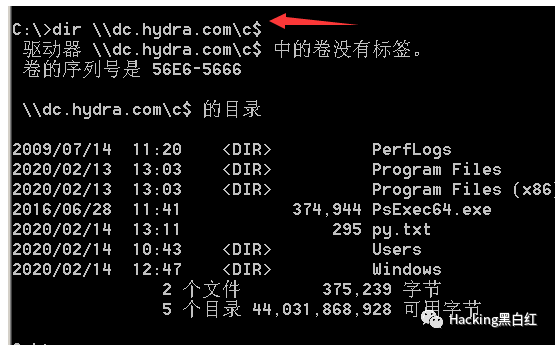 C:\>dir \\dc.hydra.com\c$
驱动器 \\dc.hydra.com\c$ 中的卷没有标签。
卷的序列号是 56E6-5666
\\dc.hydra.com\c$ 的目录
2009/07/14 11:20 <DIR> PerfLogs
2020/02/13 13:03 <DIR> Program Files
2020/02/13 13:03 <DIR> Program Files (x86)
2016/06/28 11:41 374,944 PsExec64.exe
2020/02/14 13:11 295 py.txt
2020/02/14 10:43 <DIR> Users
2020/02/14 12:47 <DIR> Windows
2 个文件 375,239 字节
5 个目录 44,031,868,928 可用字节
Hacking黑白红